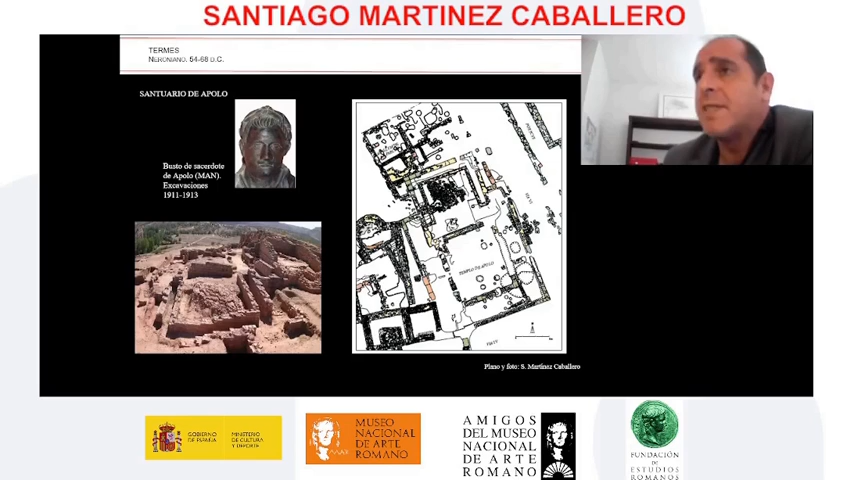 SANTIAGO MARTINEZ CABALLERO
TERMES
NERONIANO. 54-68 D.C.
SANTUARIO DE APOLO
Busto de sacerdote
de Apolo (MAN).
Excavaciones
1911-1913
TEMPLO DE APOLO
Plano y foto: S. Martínez Caballero
GOBIERNO
DE ESPAÑA
MINISTERIO
DE CULTURA
Y DEPORTE
MUSEO
NACIONAL
DE ARTE
ROMANO
AMIGOS
DEL MUSEO
NACIONAL
DE ARTE
ROMANO
FUNDACIÓN
DE
ESTUDIOS
ROMANOS